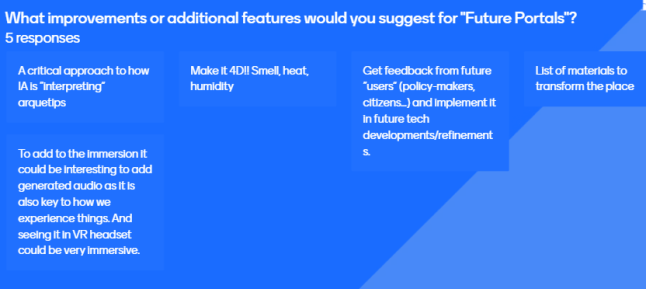 What improvements or additional features would you suggest for "Future Portals"?
5 responses
A critical approach to how
IA is "interpreting"
arquetips
Make it 4D!! Smell, heat,
humidity
Get feedback from future
"users" (policy-makers,
citizens...) and implement it
in future tech
developments/refinement
s.
List of materials to
transform the place
To add to the immersion it
could be interesting to add
generated audio as it is
also key to how we
experience things. And
seeing it in VR headset
could be very immersive.